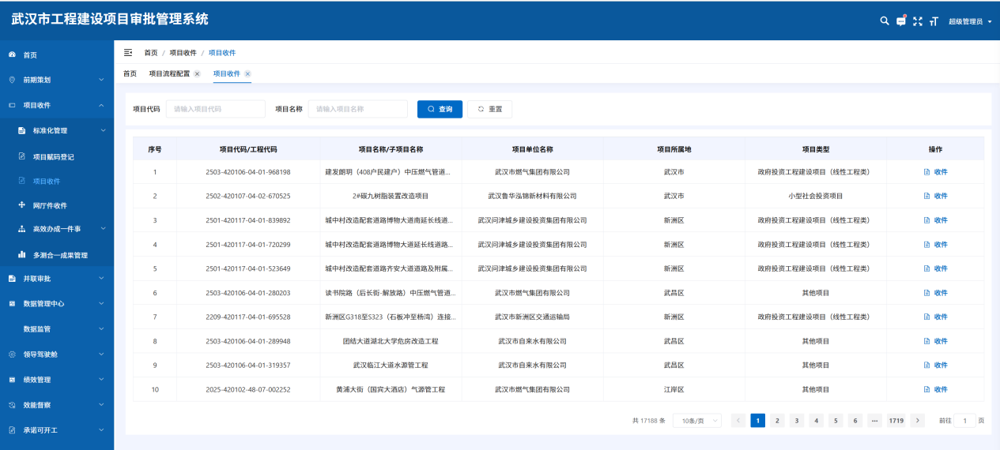 武汉市工程建设项目审批管理系统
超级管理员
首页
前期策划
项目收件
标准化管理
项目赋码登记
项目收件
网厅件收件
高效办成一件事
多测合一成果管理
并联审批
数据管理中心
数据监管
领导驾驶舱
绩效管理
效能督察
承诺可开工
首页 / 项目收件 / 项目收件
首页 项目流程配置 项目收件
项目代码 请输入项目代码 项目名称 请输入项目名称 查询 重置
序号 项目代码/工程代码 项目名称/子项目名称 项目单位名称 项目所属地 项目类型 操作
1 2503-420106-04-01-968198 建发朗玥（408户民建户）中压燃气管道... 武汉市燃气集团有限公司 武汉市 政府投资工程建设项目（线性工程类） 收件
2 2502-420107-04-02-670525 2#碳九树脂装置改造项目 武汉鲁华泓锦新材料有限公司 武汉市 小型社会投资项目 收件
3 2501-420117-04-01-839892 城中村改造配套道路博物大道南延长线道... 武汉问津城乡建设投资集团有限公司 新洲区 政府投资工程建设项目（线性工程类） 收件
4 2501-420117-04-01-720299 城中村改造配套道路博物大道延长线道路... 武汉问津城乡建设投资集团有限公司 新洲区 政府投资工程建设项目（线性工程类） 收件
5 2501-420117-04-01-523649 城中村改造配套道路齐安大道道路及附属... 武汉问津城乡建设投资集团有限公司 新洲区 政府投资工程建设项目（线性工程类） 收件
6 2503-420106-04-01-280203 读书院路（后长街-解放路）中压燃气管道... 武汉市燃气集团有限公司 武昌区 其他项目 收件
7 2209-420117-04-01-695528 新洲区G318至S323（石板冲至杨湾）连接... 武汉市新洲区交通运输局 新洲区 政府投资工程建设项目（线性工程类） 收件
8 2503-420106-04-01-289948 团结大道湖北大学危房改造工程 武汉市自来水有限公司 武昌区 其他项目 收件
9 2503-420106-04-01-319357 武汉临江大道水源管工程 武汉市自来水有限公司 武昌区 其他项目 收件
10 2025-420102-48-07-002252 黄浦大街（国宾大酒店）气源管工程 武汉市燃气集团有限公司 江岸区 其他项目 收件
共 17188 条 10条/页 1 2 3 4 5 6 ... 1719 前往 1 页